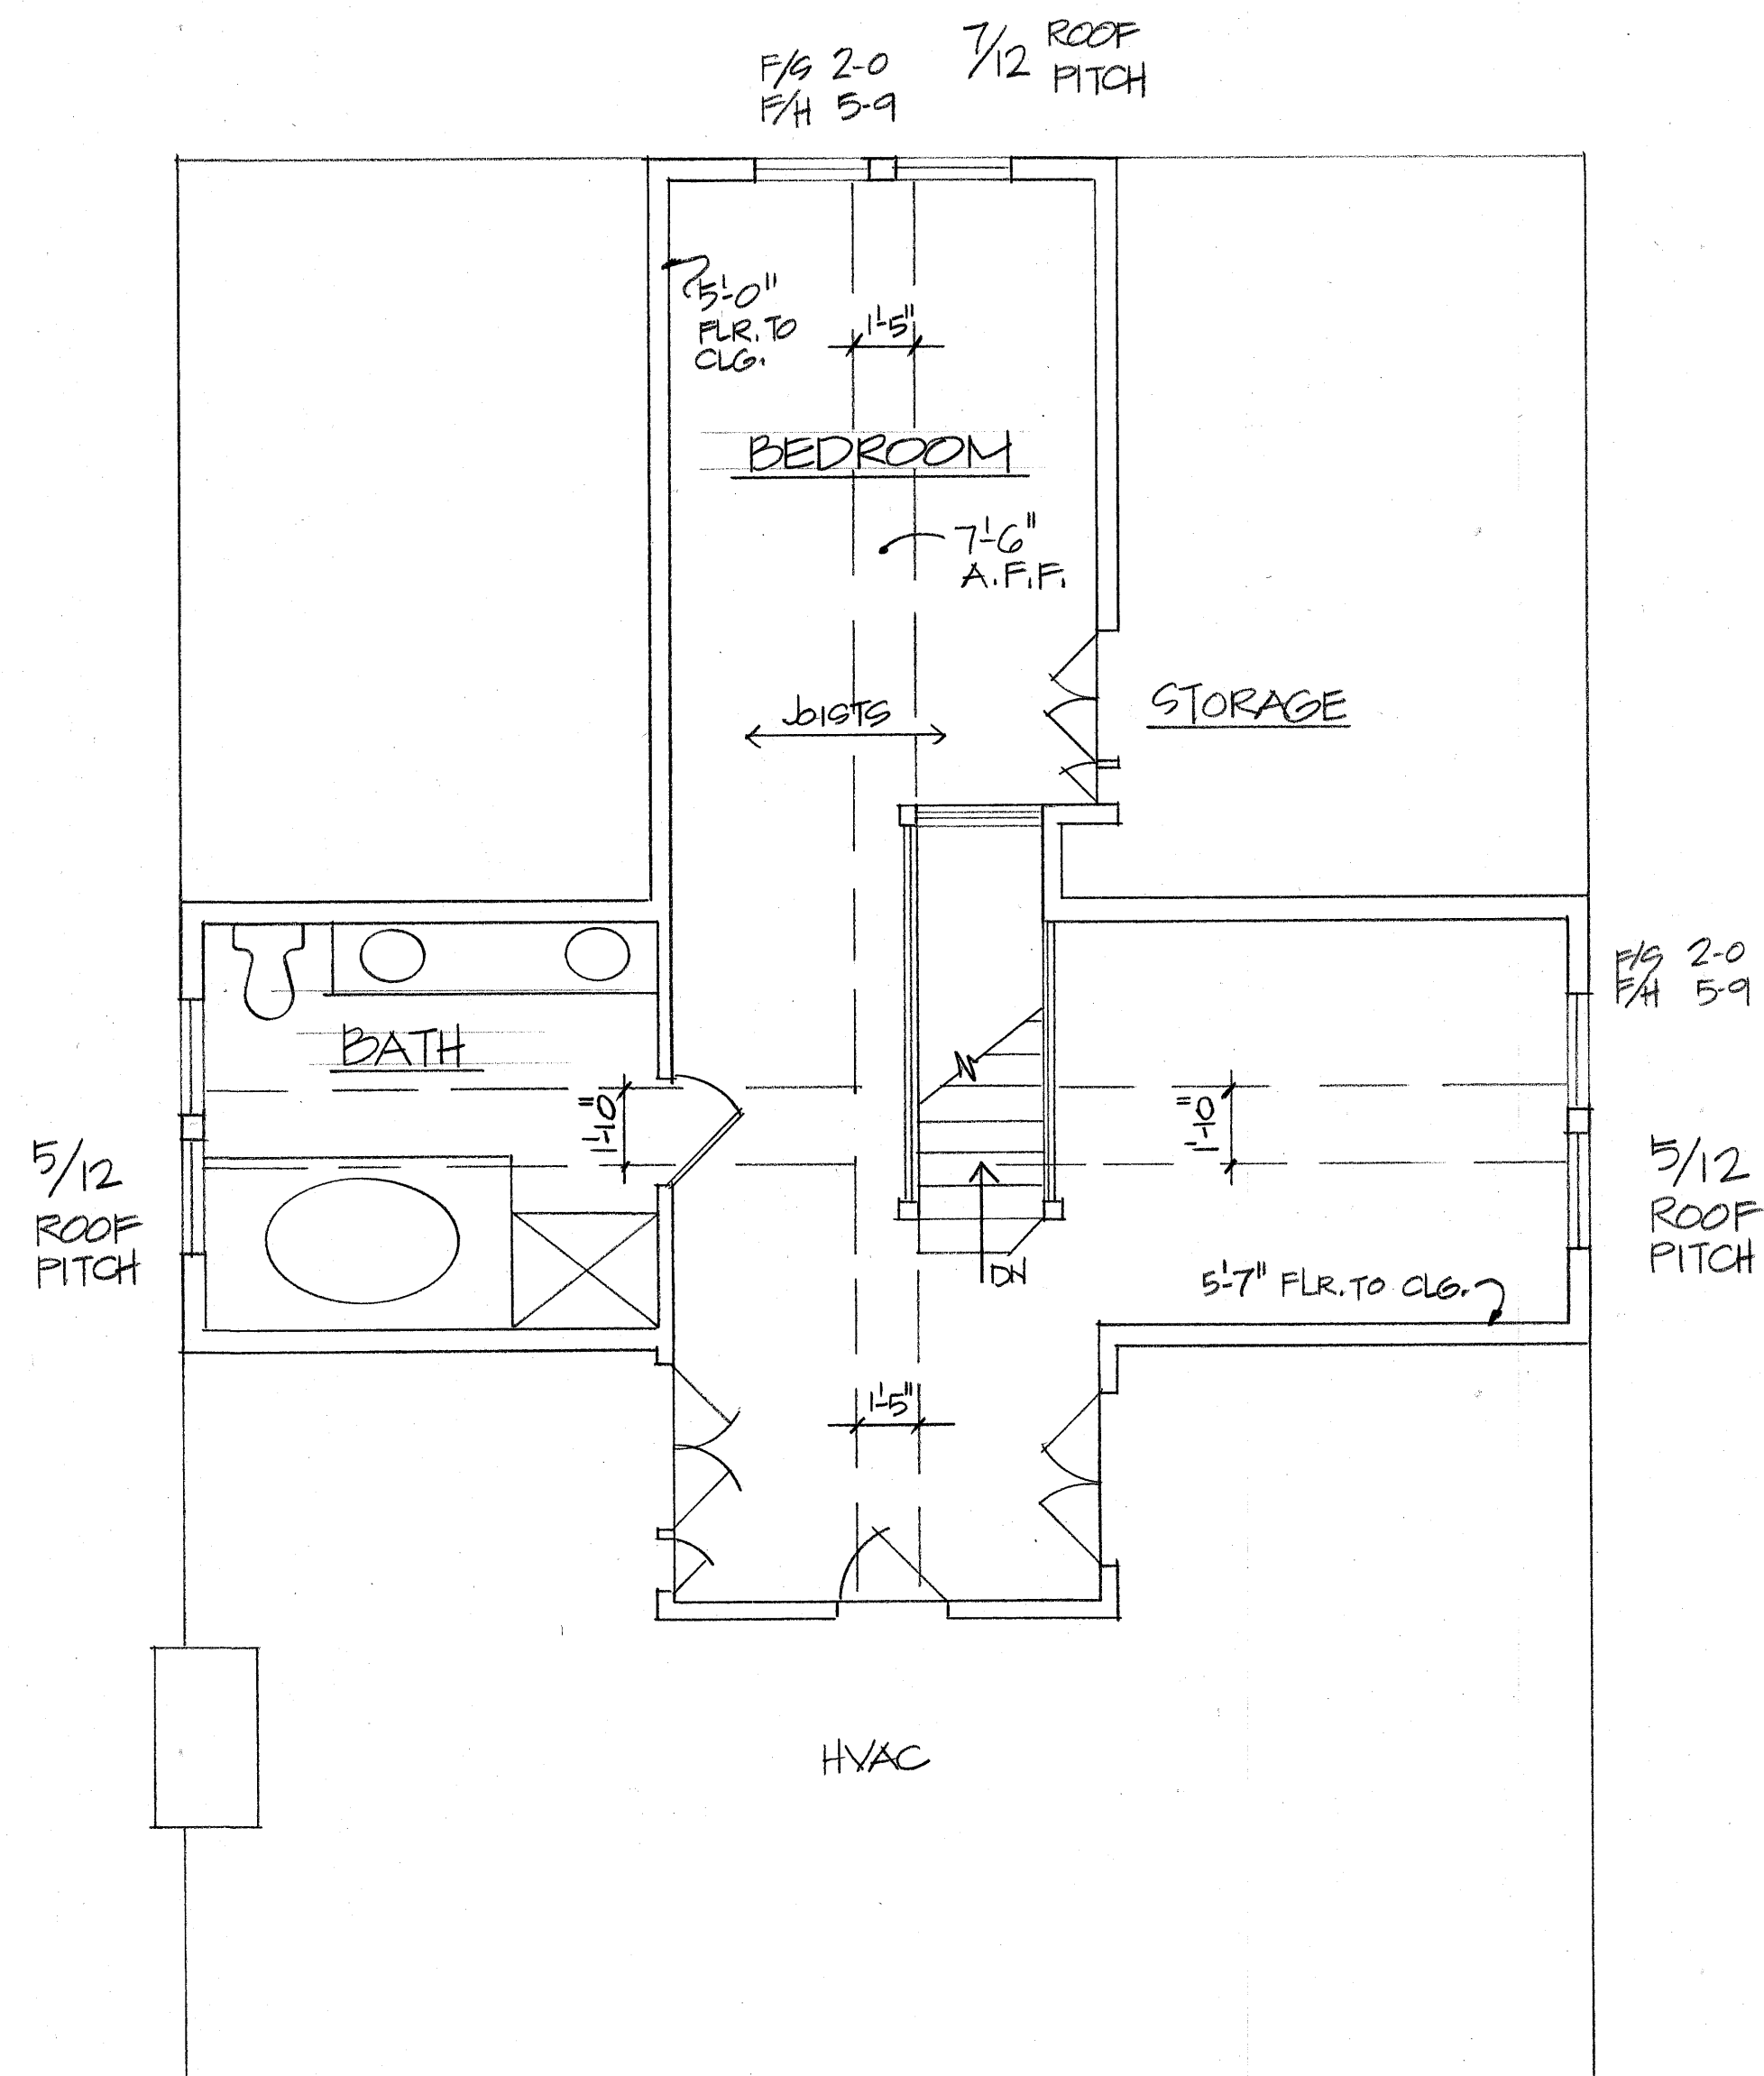 F/S 2-0
F/H 5-9
7/12 ROOF
PITCH
5'-0"
FLR. TO
CLG.
1'-5"
BEDROOM
7'-6"
A.F.F.
JOISTS
STORAGE
F/S 2-0
F/H 5-9
BATH
1'-10"
1'-10"
5/12
ROOF
PITCH
5/12
ROOF
PITCH
DN
5'-7" FLR. TO CLG.
1'-5"
HVAC